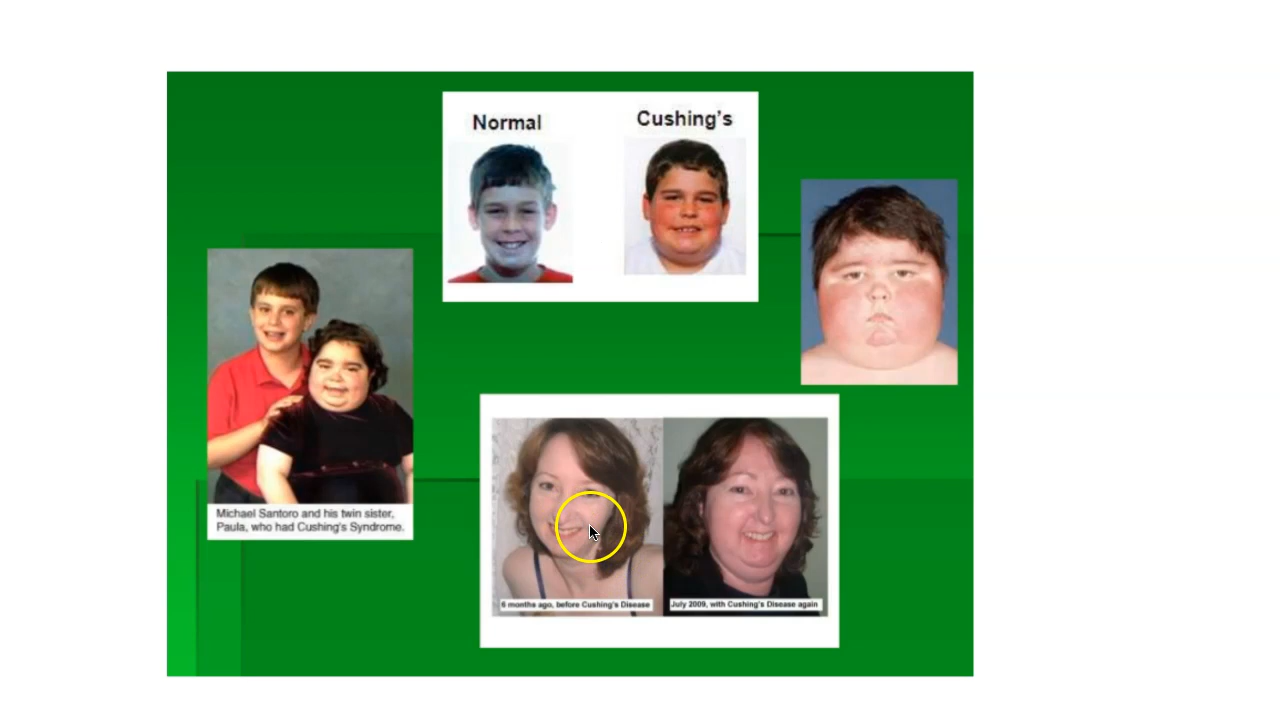 Normal
Cushing's
Michael Santoro and his twin sister,
Paula, who had Cushing's Syndrome.
6 months ago, before Cushing's Disease
July 2009, with Cushing's Disease again